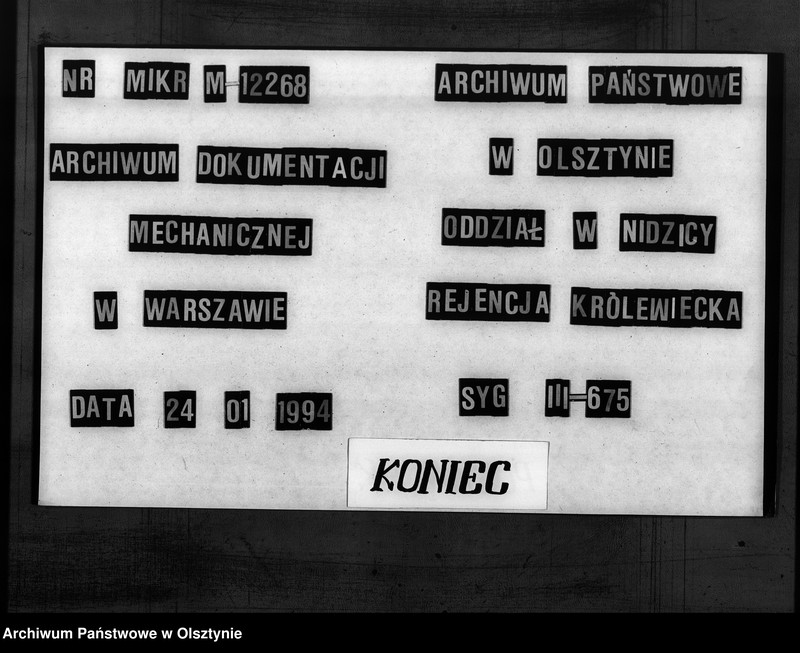 NR MIKR M-12268
ARCHIWUM DOKUMENTACJI
MECHANICZNEJ
W WARSZAWIE
DATA 24 01 1994
ARCHIWUM PAŃSTWOWE
W OLSZTYNIE
ODDZIAŁ W NIDZICY
REJENCJA KRÒLEWIECKA
SYG III-675
KONIEC
Archiwum Państwowe w Olsztynie